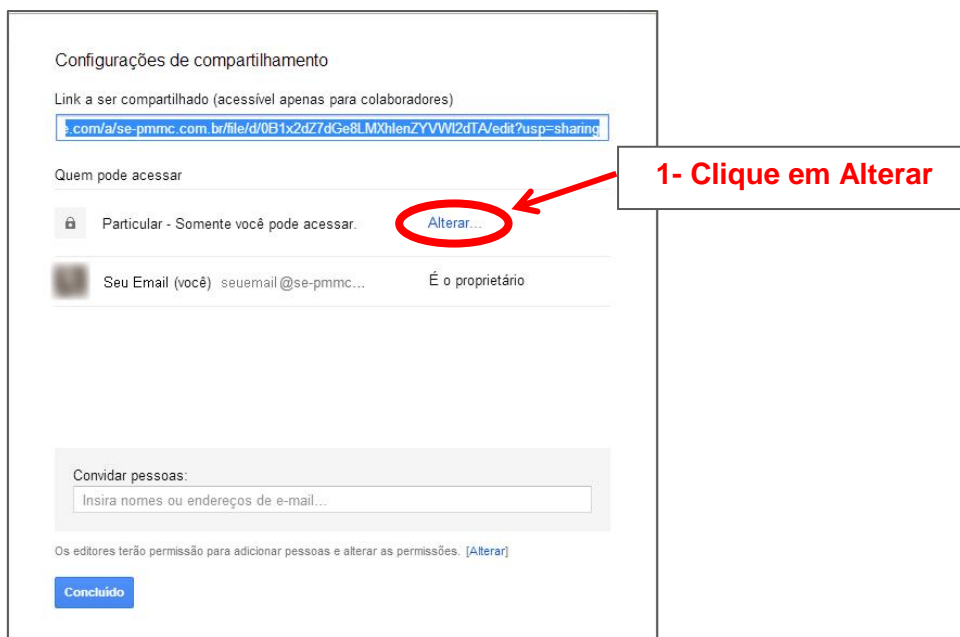 Configurações de compartilhamento
Link a ser compartilhado (acessível apenas para colaboradores)
e.com/a/se-pmmc.com.br/file/d/0B1x2dZ7dGe8LMXhlenZYVVVI2dTA/edit?usp=sharing
Quem pode acessar
1- Clique em Alterar
Particular - Somente você pode acessar. Alterar...
Seu Email (você) seuemail@se-pmmc... É o proprietário
Convidar pessoas:
Insira nomes ou endereços de e-mail...
Os editores terão permissão para adicionar pessoas e alterar as permissões. [Alterar]
Concluído